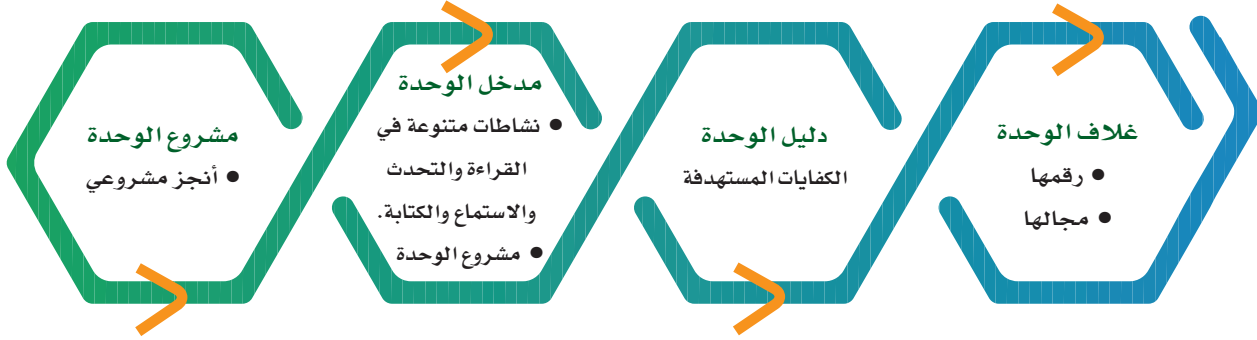 غلاف الوحدة
● رقمها
● مجالها
دليل الوحدة
الكفايات المستهدفة
مدخل الوحدة
● نشاطات متنوعة في
القراءة والتحدث
والاستماع والكتابة.
● مشروع الوحدة
مشروع الوحدة
● أنجز مشروعي